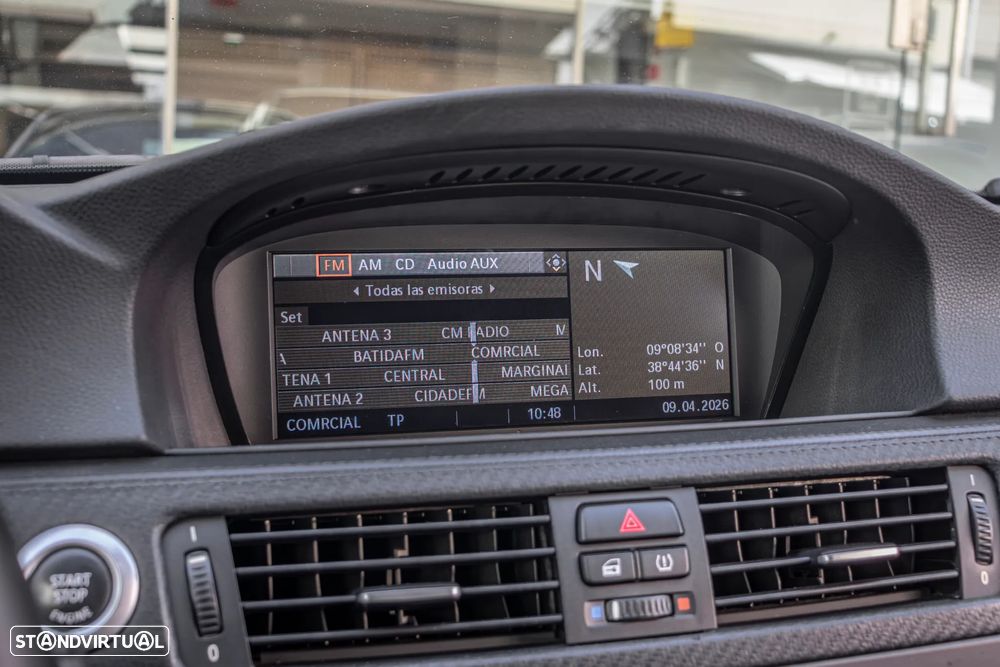 FM AM CD Audio AUX
Todas las emisoras
N
Set
ANTENA 3 CM RADIO M
BATIDAFM COMRCIAL
TENA 1 CENTRAL MARGINAL
ANTENA 2 CIDADEFM MEGA
Lon. 09°08'34'' O
Lat. 38°44'36'' N
Alt. 100 m
COMRCIAL TP 10:48 09.04.2026
START
STOP
ENGINE
0
0
STANDVIRTUAL